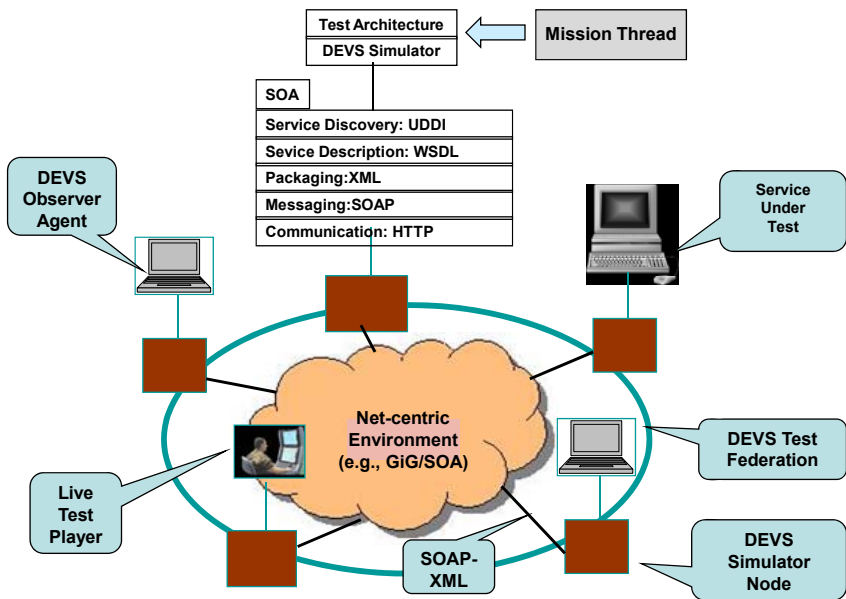 Test Architecture
DEVS Simulator
Mission Thread
SOA
Service Discovery: UDDI
Sevice Description: WSDL
Packaging:XML
Messaging:SOAP
Communication: HTTP
DEVS
Observer
Agent
Service
Under
Test
Net-centric
Environment
(e.g., GiG/SOA)
DEVS Test
Federation
Live
Test
Player
SOAP-
XML
DEVS
Simulator
Node